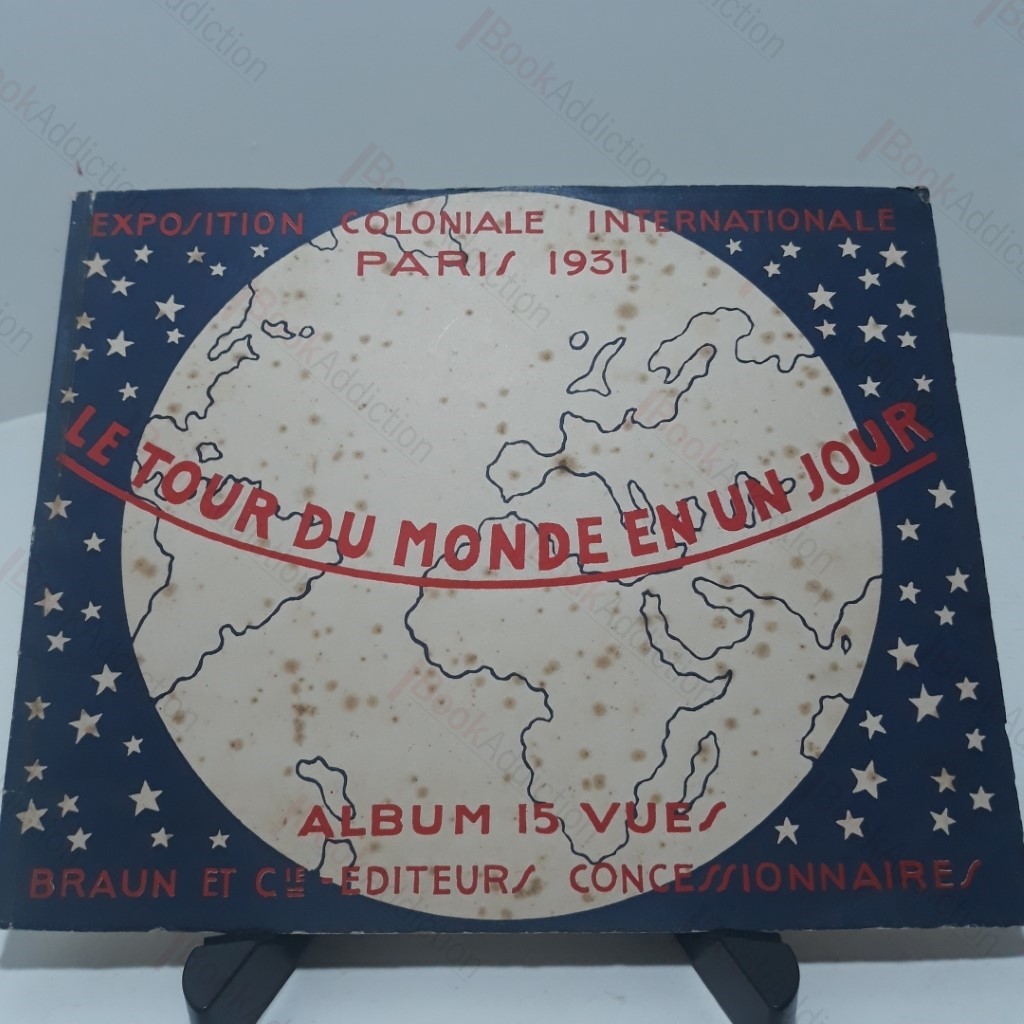 EXPOSITION COLONIALE INTERNATIONALE
PARIS 1931
LE TOUR DU MONDE EN UN JOUR
ALBUM 15 VUES
BRAUN ET CIE - EDITEURS CONCESSIONNAIRES
BookAddiction